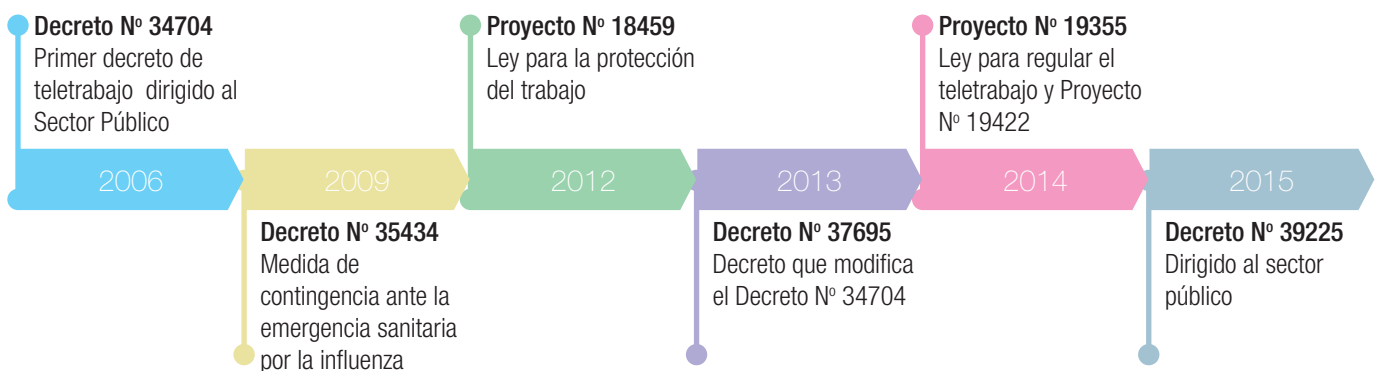 Decreto Nº 34704
Primer decreto de
teletrabajo dirigido al
Sector Público
2006
2009
Decreto Nº 35434
Medida de
contingencia ante la
emergencia sanitaria
por la influenza
Proyecto Nº 18459
Ley para la protección
del trabajo
2012
2013
Decreto Nº 37695
Decreto que modifica
el Decreto Nº 34704
Proyecto Nº 19355
Ley para regular el
teletrabajo y Proyecto
Nº 19422
2014
2015
Decreto Nº 39225
Dirigido al sector
público